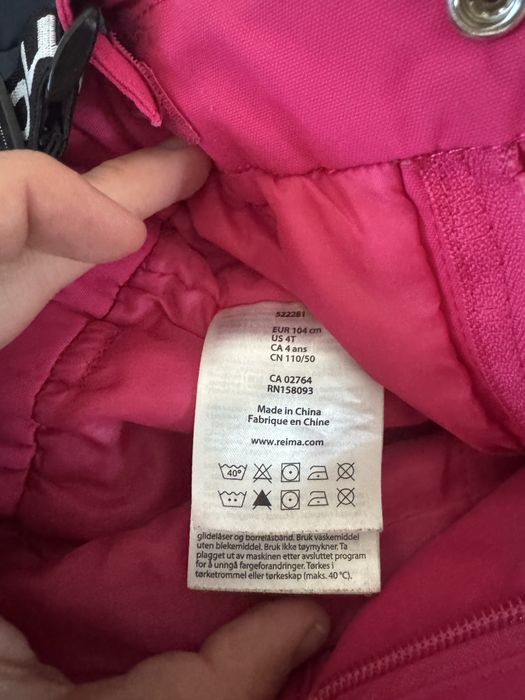 522281
EUR 104 cm
US 4T
CA 4 ans
CN 110/50
CA 02764
RN158093
Made in China
Fabrique en Chine
www.reima.com
40°
glidelåser og borrelåsbånd. Bruk vaskemiddel
uten blekemiddel. Bruk ikke tøymykner. Ta
plagget ut av maskinen etter avsluttet program
for å unngå fargeforandringer. Tørkes i
tørketrommel eller tørkeskap (maks. 40 °C).